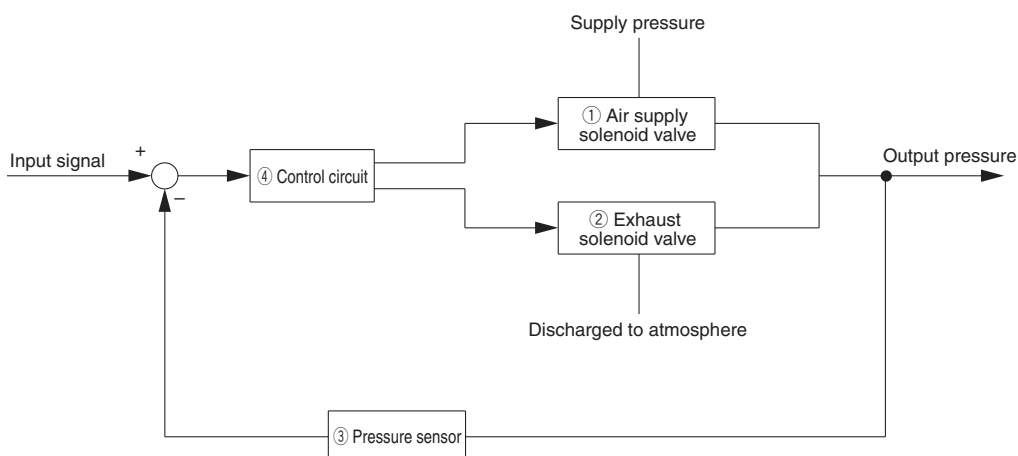 Supply pressure
① Air supply
solenoid valve
Input signal
+
−
④ Control circuit
Output pressure
② Exhaust
solenoid valve
Discharged to atmosphere
③ Pressure sensor